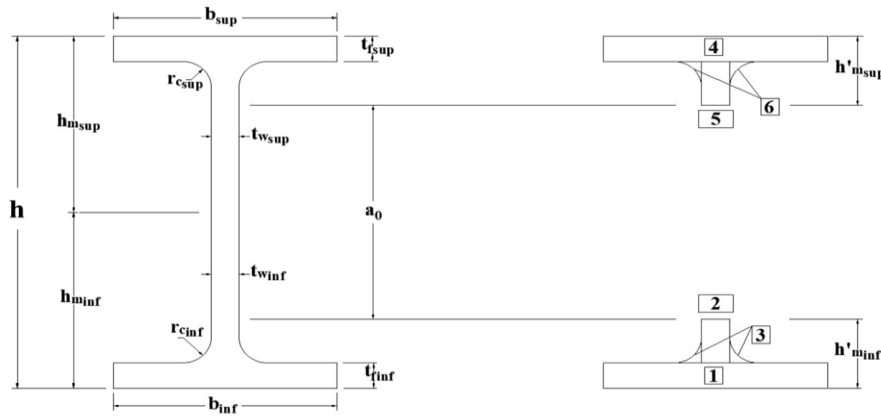 b_sup
t_fsup
4
h'_msup
r_csup
6
h_msup
5
t_wsup
h
a_0
t_winf
h_minf
2
r_cinf
3
h'_minf
t_finf
1
b_inf